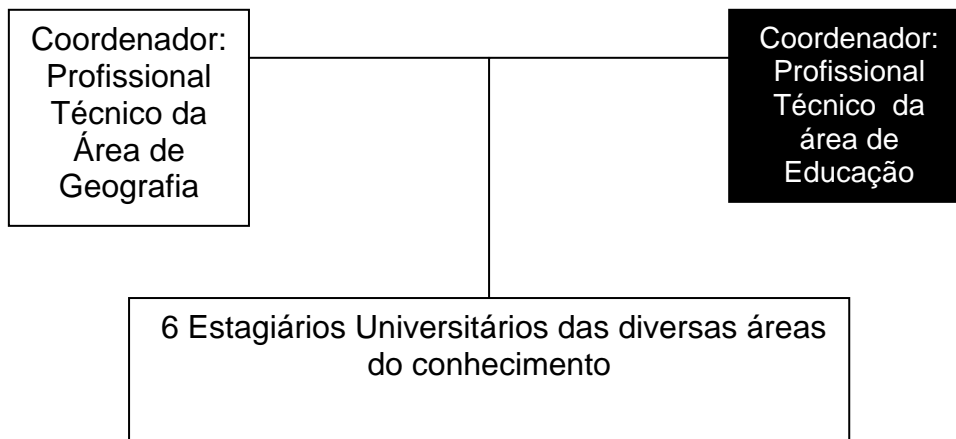 Coordenador:
Profissional
Técnico da
Área de
Geografia
Coordenador:
Profissional
Técnico da
área de
Educação
6 Estagiários Universitários das diversas áreas
do conhecimento